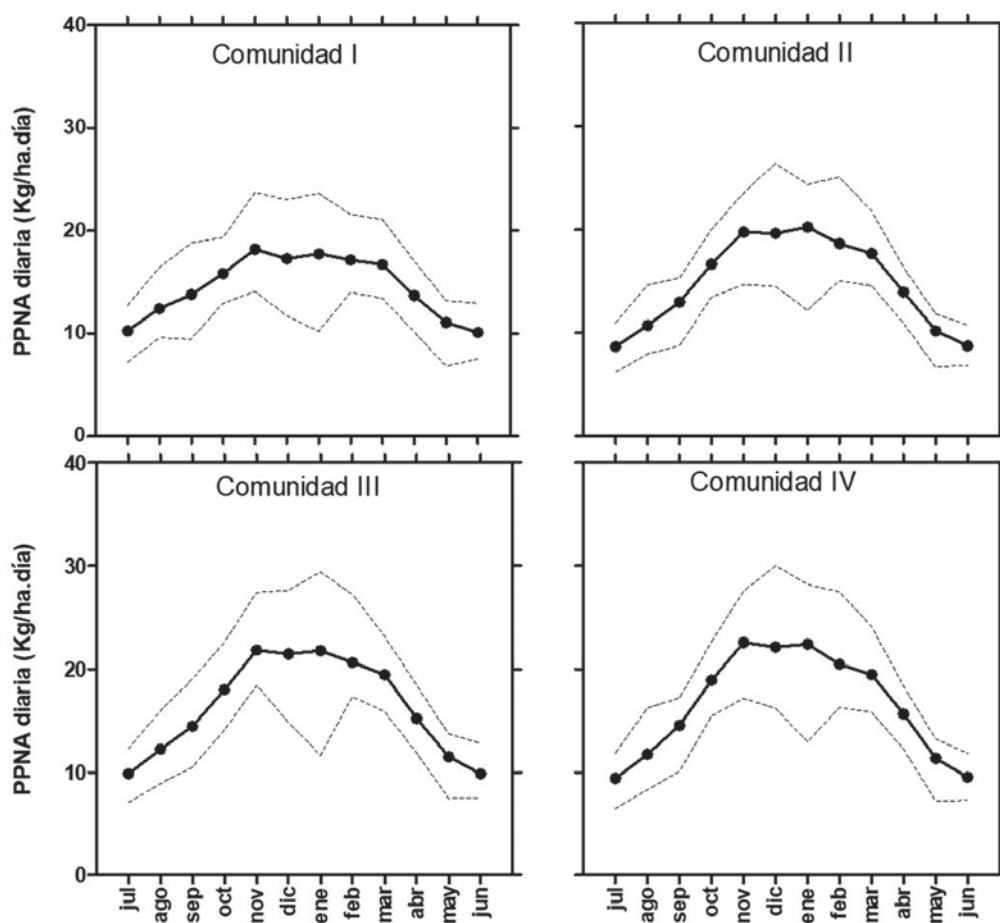 Comunidad I
Comunidad II
PPNA diaria (Kg/ha.día)
40
30
20
10
0
Comunidad III
Comunidad IV
PPNA diaria (Kg/ha.día)
40
30
20
10
0
jul ago sep oct nov dic ene feb mar abr may jun
jul ago sep oct nov dic ene feb mar abr may jun